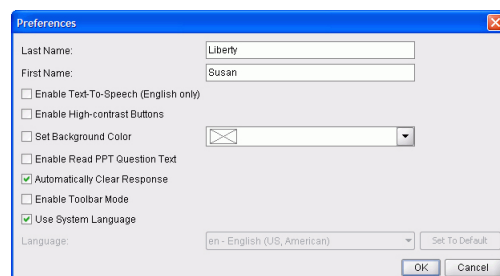 Preferences
Last Name: Liberty
First Name: Susan
Enable Text-To-Speech (English only)
Enable High-contrast Buttons
Set Background Color
Enable Read PPT Question Text
Automatically Clear Response
Enable Toolbar Mode
Use System Language
Language: en - English (US, American) Set To Default
OK Cancel